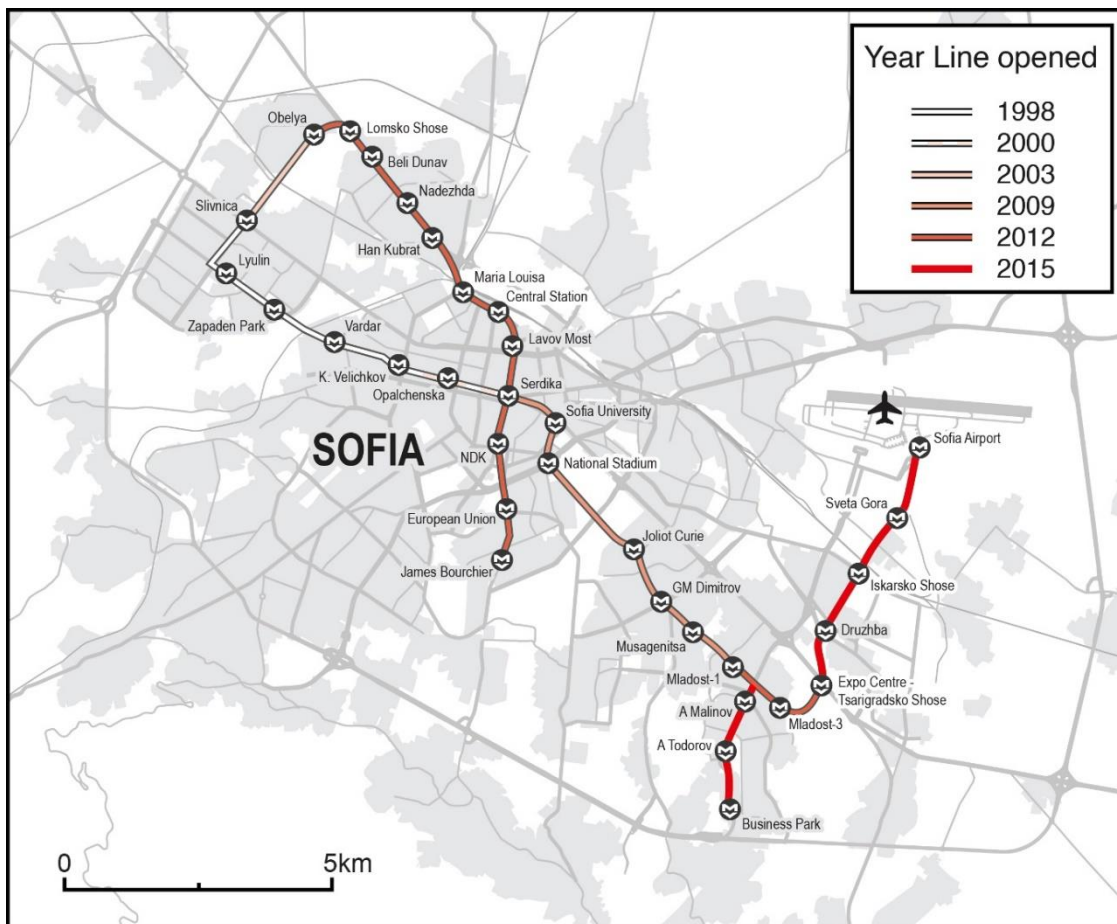 Year Line opened
1998
2000
2003
2009
2012
2015
Obelya
Lomsko Shose
Beli Dunav
Slivnica
Nadezhda
Han Kubrat
Lyulin
Maria Louisa
Central Station
Zapaden Park
Vardar
Lavov Most
K. Velichkov
Opalchenska
Serdika
Sofia University
SOFIA
NDK
National Stadium
Sofia Airport
European Union
Sveta Gora
James Bourchier
Joliot Curie
Iskarsko Shose
GM Dimitrov
Druzhba
Musagenitsa
Mladost-1
Expo Centre -
Tsarigradsko Shose
A Malinov
Mladost-3
A Todorov
Business Park
0
5km